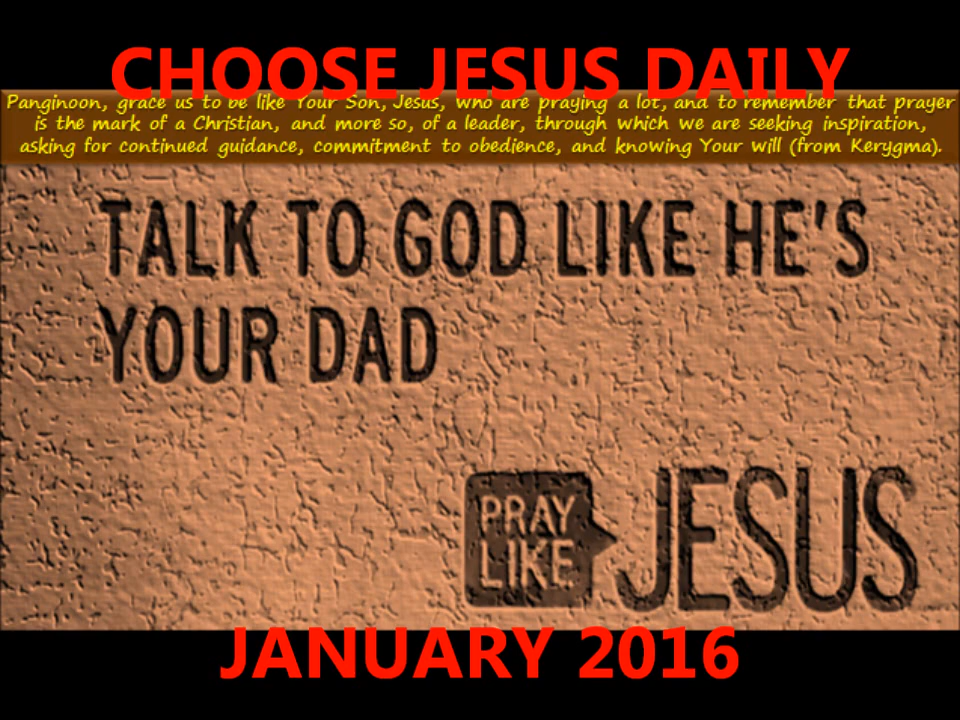 CHOOSE JESUS DAILY
Panginoon, grace us to be like Your Son, Jesus, who are praying a lot, and to remember that prayer
is the mark of a Christian, and more so, of a leader, through which we are seeking inspiration,
asking for continued guidance, commitment to obedience, and knowing Your will (from Kerygma).
TALK TO GOD LIKE HE'S
YOUR DAD
PRAY
LIKE
JESUS
JANUARY 2016